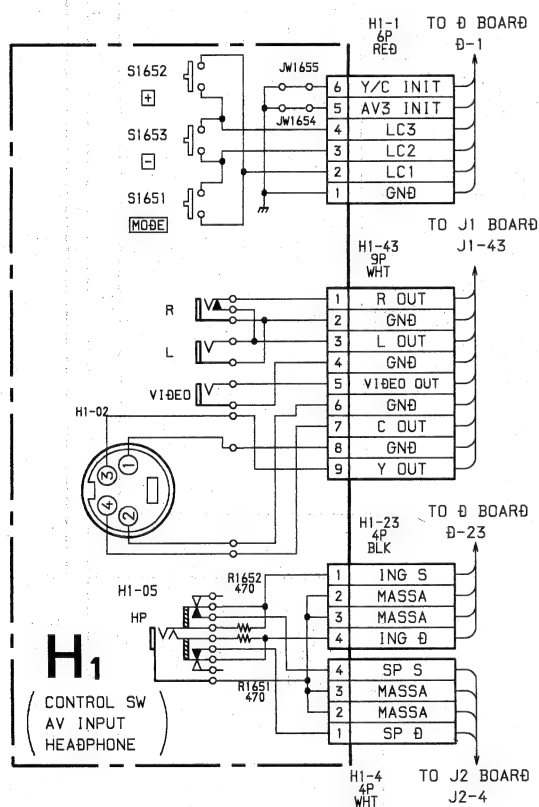 H1-1
6P
RED
TO D BOARD
D-1
S1652
+
S1653
-
S1651
MODE
JW1655
JW1654
6 Y/C INIT
5 AV3 INIT
4 LC3
3 LC2
2 LC1
1 GND
TO J1 BOARD
J1-43
H1-43
9P
WHT
R
L
VIDEO
1 R OUT
2 GND
3 L OUT
4 GND
5 VIDEO OUT
6 GND
7 C OUT
8 GND
9 Y OUT
H1-02
3 1
4 2
TO D BOARD
D-23
H1-23
4P
BLK
H1-05
HP
R1652
470
R1651
470
1 ING S
2 MASSA
3 MASSA
4 ING D
4 SP S
3 MASSA
2 MASSA
1 SP D
H1
CONTROL SW
AV INPUT
HEADPHONE
H1-4
4P
WHT
TO J2 BOARD
J2-4